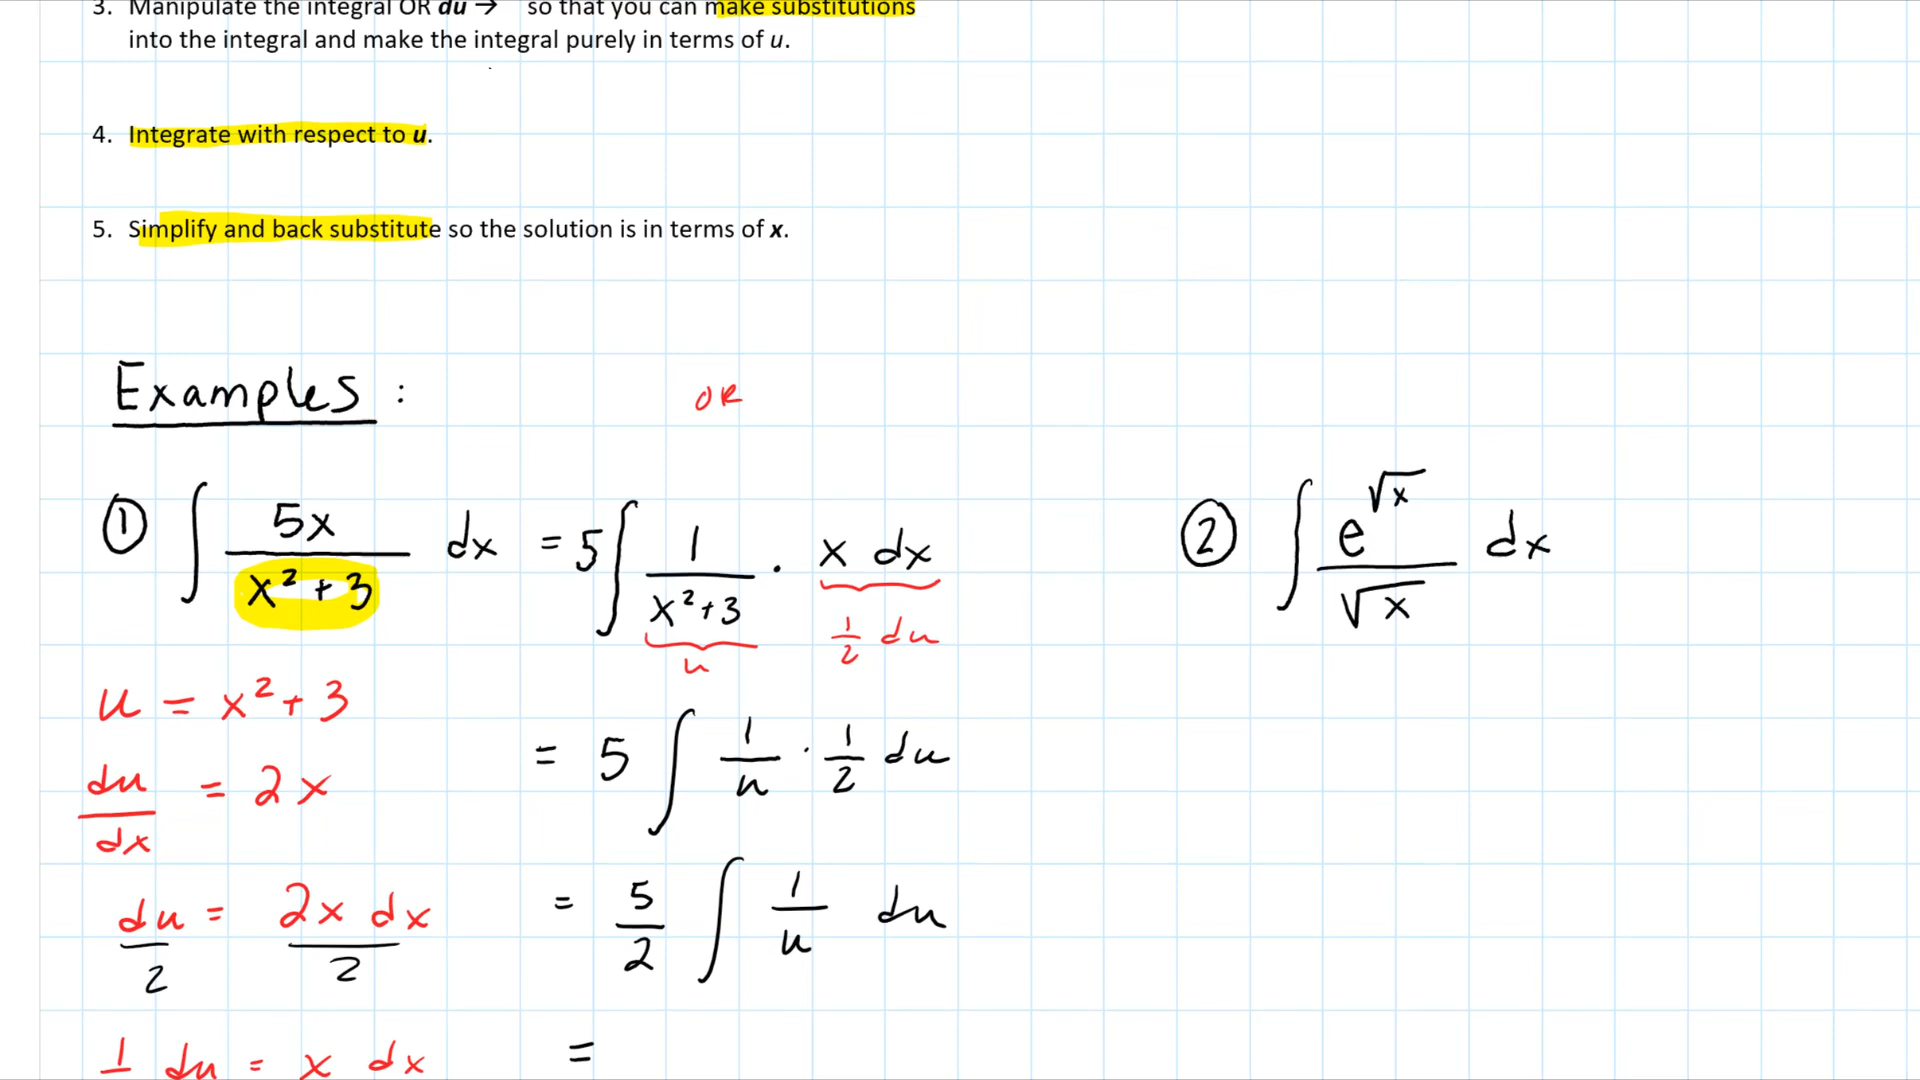 3. Manipulate the integral OR du → so that you can make substitutions
into the integral and make the integral purely in terms of u.
4. Integrate with respect to u.
5. Simplify and back substitute so the solution is in terms of x.
Examples :
OR
① ∫ 5x / (x² + 3) dx = 5 ∫ 1 / (x² + 3) · x dx
u
1/2 du
u = x² + 3
du/dx = 2x
du/2 = 2x dx/2
1 du = x dx
= 5 ∫ 1/u · 1/2 du
= 5/2 ∫ 1/u du
=
② ∫ e^√x / √x dx